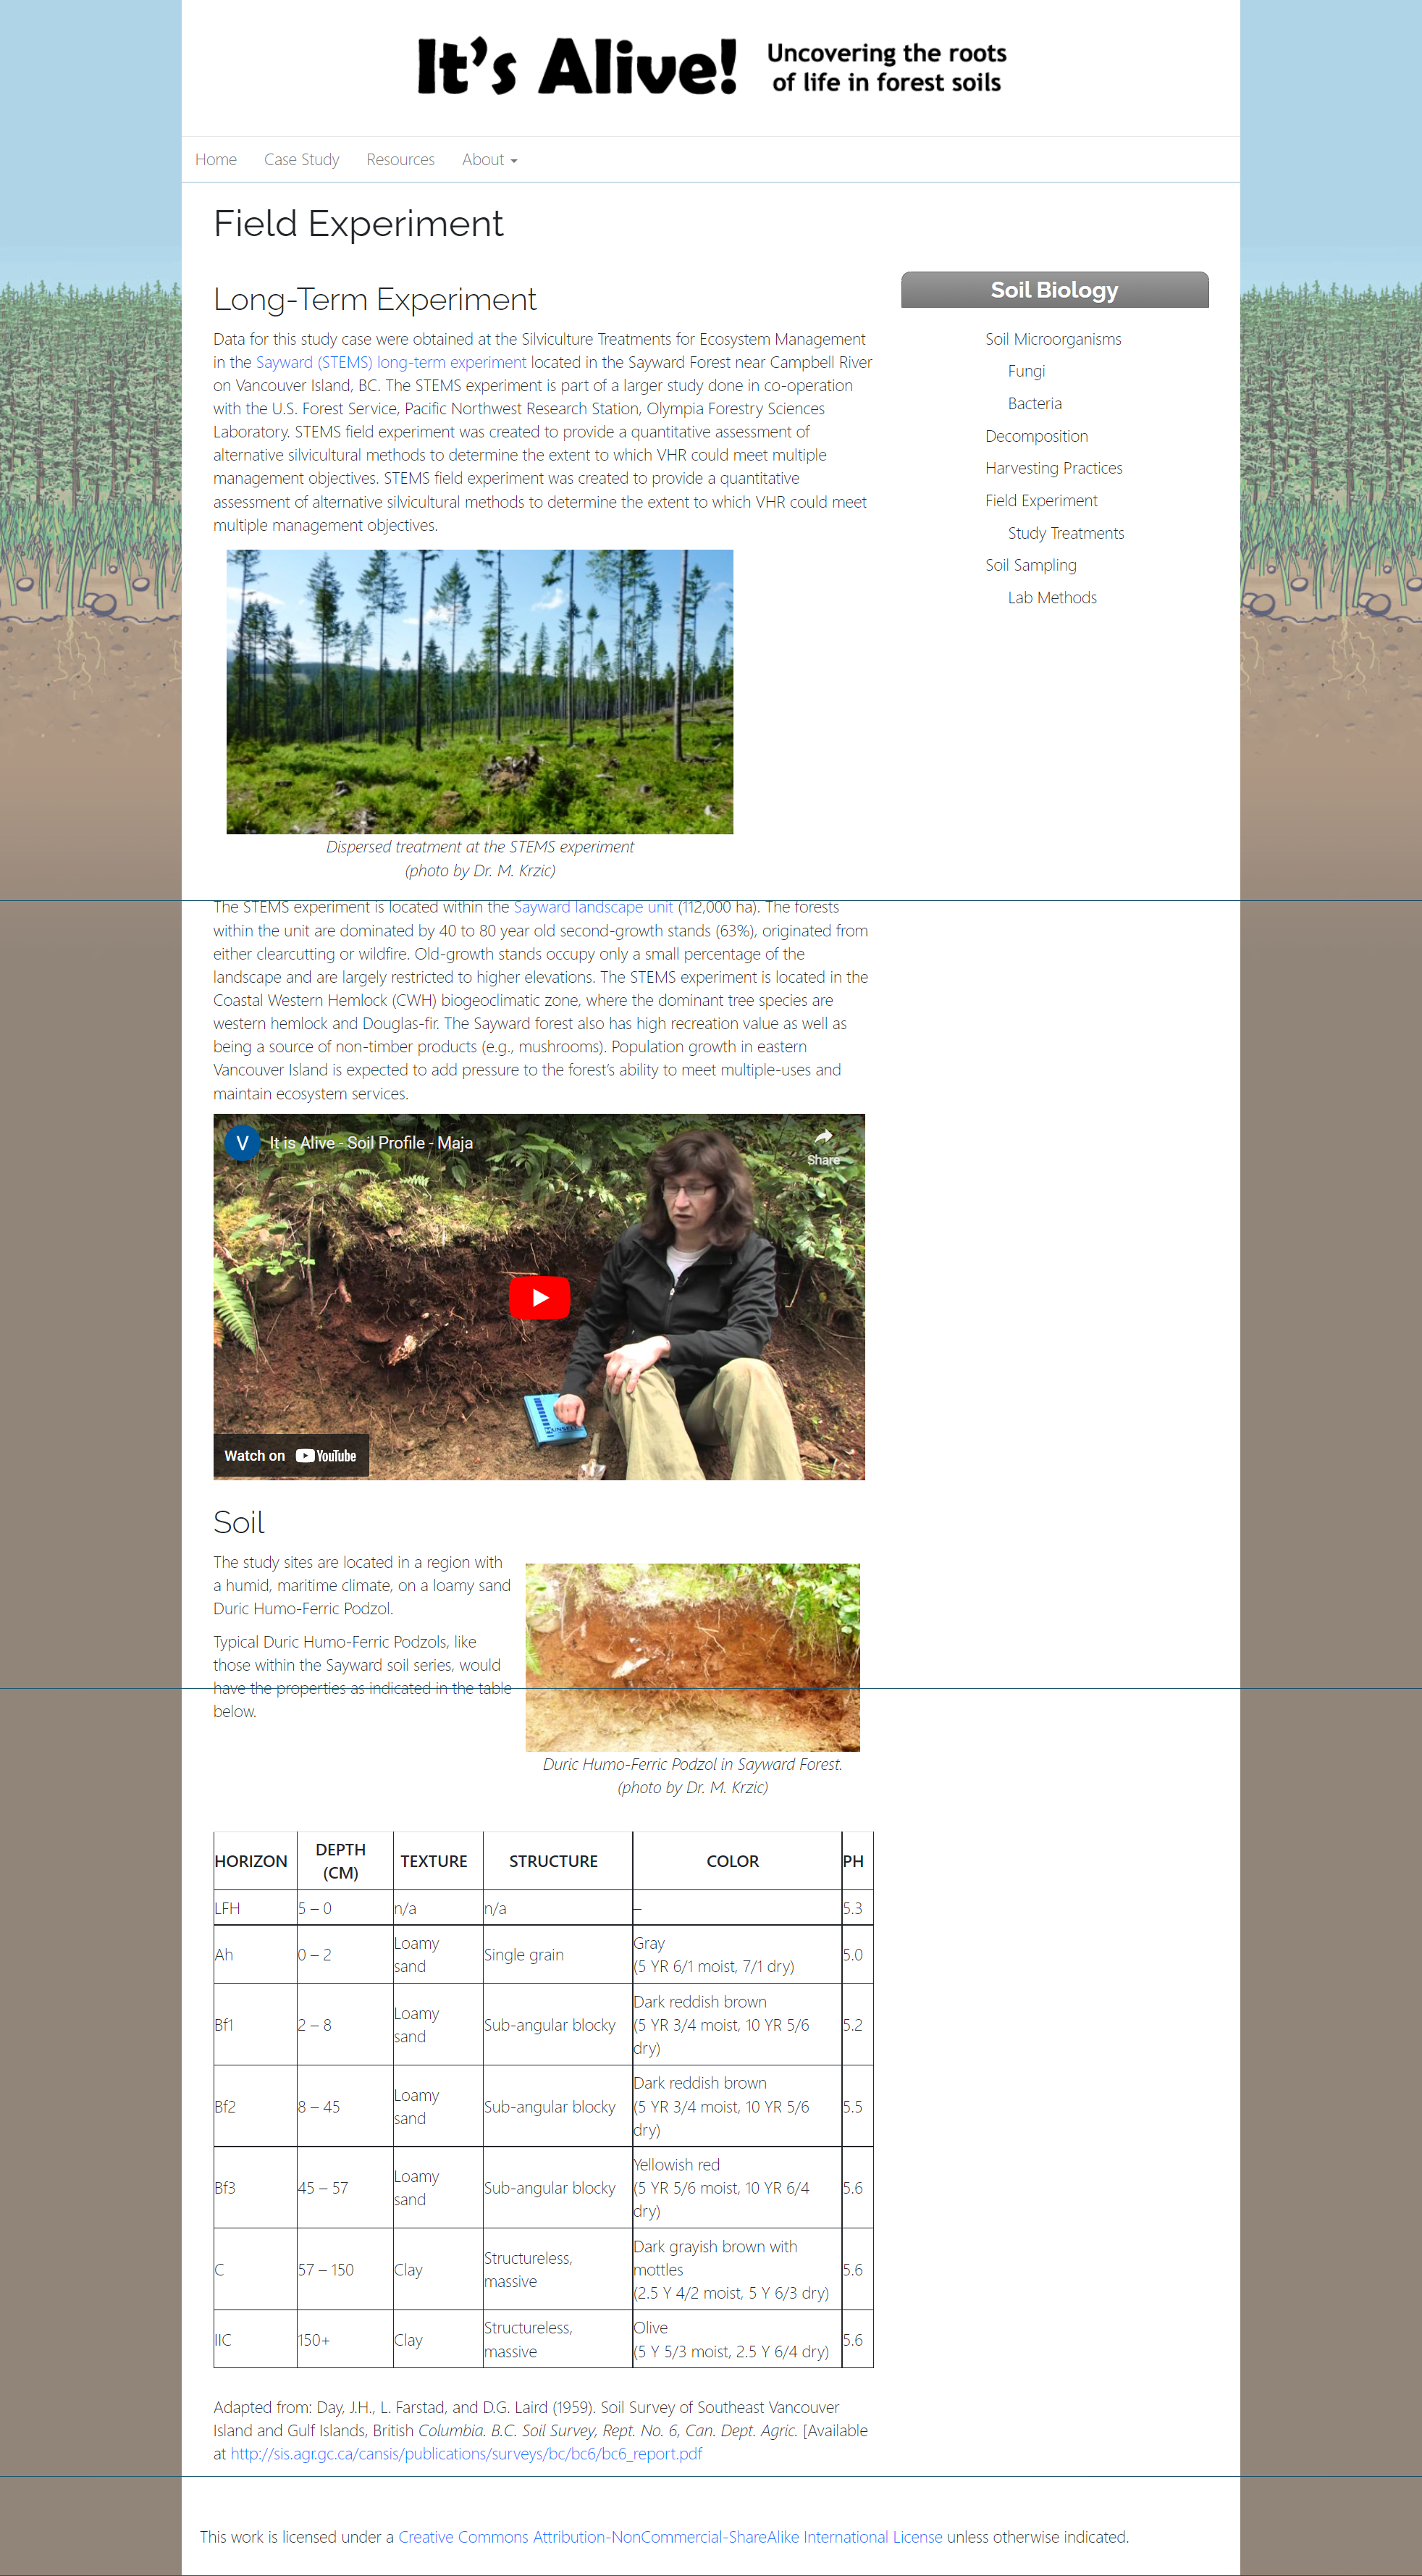 It's Alive!
Uncovering the roots
of life in forest soils
Home Case Study Resources About
Field Experiment
Long-Term Experiment
Data for this study case were obtained at the Silviculture Treatments for Ecosystem Management
in the Sayward (STEMS) long-term experiment located in the Sayward Forest near Campbell River
on Vancouver Island, BC. The STEMS experiment is part of a larger study done in co-operation
with the U.S. Forest Service, Pacific Northwest Research Station, Olympia Forestry Sciences
Laboratory. STEMS field experiment was created to provide a quantitative assessment of
alternative silvicultural methods to determine the extent to which VHR could meet multiple
management objectives. STEMS field experiment was created to provide a quantitative
assessment of alternative silvicultural methods to determine the extent to which VHR could meet
multiple management objectives.
Dispersed treatment at the STEMS experiment
(photo by Dr. M. Krzic)
The STEMS experiment is located within the Sayward landscape unit (112,000 ha). The forests
within the unit are dominated by 40 to 80 year old second-growth stands (63%), originated from
either clearcutting or wildfire. Old-growth stands occupy only a small percentage of the
landscape and are largely restricted to higher elevations. The STEMS experiment is located in the
Coastal Western Hemlock (CWH) biogeoclimatic zone, where the dominant tree species are
western hemlock and Douglas-fir. The Sayward forest also has high recreation value as well as
being a source of non-timber products (e.g., mushrooms). Population growth in eastern
Vancouver Island is expected to add pressure to the forest's ability to meet multiple-uses and
maintain ecosystem services.
V It is Alive - Soil Profile - Maja
Share
MUNSELL
Watch on YouTube
Soil
The study sites are located in a region with
a humid, maritime climate, on a loamy sand
Duric Humo-Ferric Podzol.
Typical Duric Humo-Ferric Podzols, like
those within the Sayward soil series, would
have the properties as indicated in the table
below.
Duric Humo-Ferric Podzol in Sayward Forest.
(photo by Dr. M. Krzic)
HORIZON DEPTH (CM) TEXTURE STRUCTURE COLOR PH
LFH 5 – 0 n/a n/a – 5.3
Ah 0 – 2 Loamy sand Single grain Gray (5 YR 6/1 moist, 7/1 dry) 5.0
Bf1 2 – 8 Loamy sand Sub-angular blocky Dark reddish brown (5 YR 3/4 moist, 10 YR 5/6 dry) 5.2
Bf2 8 – 45 Loamy sand Sub-angular blocky Dark reddish brown (5 YR 3/4 moist, 10 YR 5/6 dry) 5.5
Bf3 45 – 57 Loamy sand Sub-angular blocky Yellowish red (5 YR 5/6 moist, 10 YR 6/4 dry) 5.6
C 57 – 150 Clay Structureless, massive Dark grayish brown with mottles (2.5 Y 4/2 moist, 5 Y 6/3 dry) 5.6
IIC 150+ Clay Structureless, massive Olive (5 Y 5/3 moist, 2.5 Y 6/4 dry) 5.6
Adapted from: Day, J.H., L. Farstad, and D.G. Laird (1959). Soil Survey of Southeast Vancouver
Island and Gulf Islands, British Columbia. B.C. Soil Survey, Rept. No. 6, Can. Dept. Agric. [Available
at http://sis.agr.gc.ca/cansis/publications/surveys/bc/bc6/bc6_report.pdf
Soil Biology
Soil Microorganisms
Fungi
Bacteria
Decomposition
Harvesting Practices
Field Experiment
Study Treatments
Soil Sampling
Lab Methods
This work is licensed under a Creative Commons Attribution-NonCommercial-ShareAlike International License unless otherwise indicated.